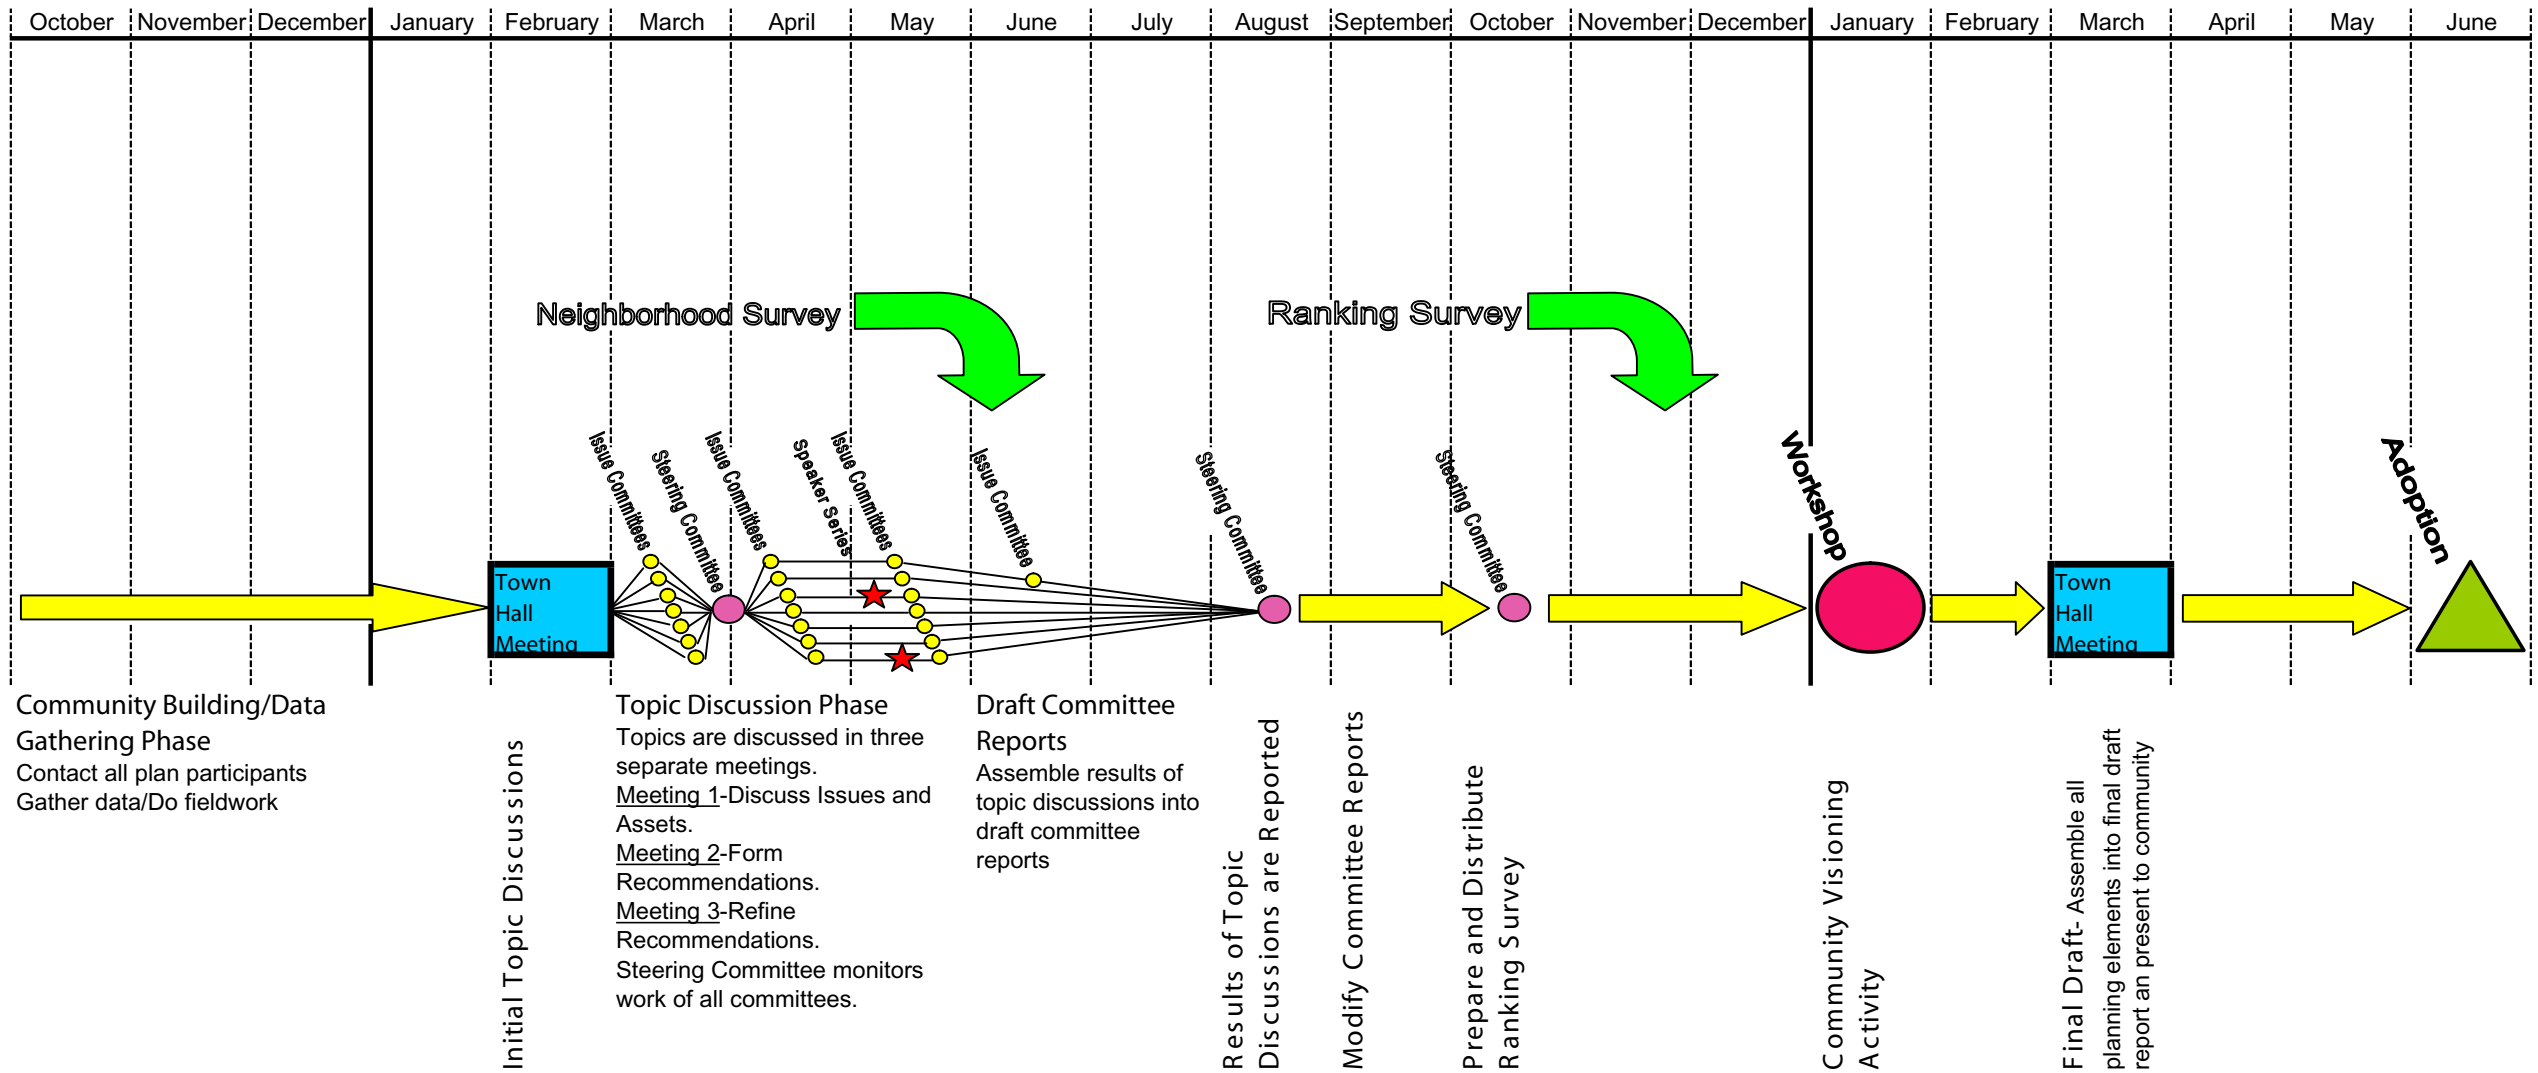 October November December January February March April May June July August September October November December January February March April May June
Neighborhood Survey
Ranking Survey
Issue Committees
Steering Committee
Issue Committees
Speaker Series
Issue Committees
Issue Committee
Steering Committee
Steering Committee
Workshop
Adoption
Town
Hall
Meeting
Town
Hall
Meeting
Community Building/Data
Gathering Phase
Contact all plan participants
Gather data/Do fieldwork
Initial Topic Discussions
Topic Discussion Phase
Topics are discussed in three
separate meetings.
Meeting 1-Discuss Issues and
Assets.
Meeting 2-Form
Recommendations.
Meeting 3-Refine
Recommendations.
Steering Committee monitors
work of all committees.
Draft Committee
Reports
Assemble results of
topic discussions into
draft committee
reports
Results of Topic
Discussions are Reported
Modify Committee Reports
Prepare and Distribute
Ranking Survey
Community Visioning
Activity
Final Draft- Assemble all
planning elements into final draft
report an present to community